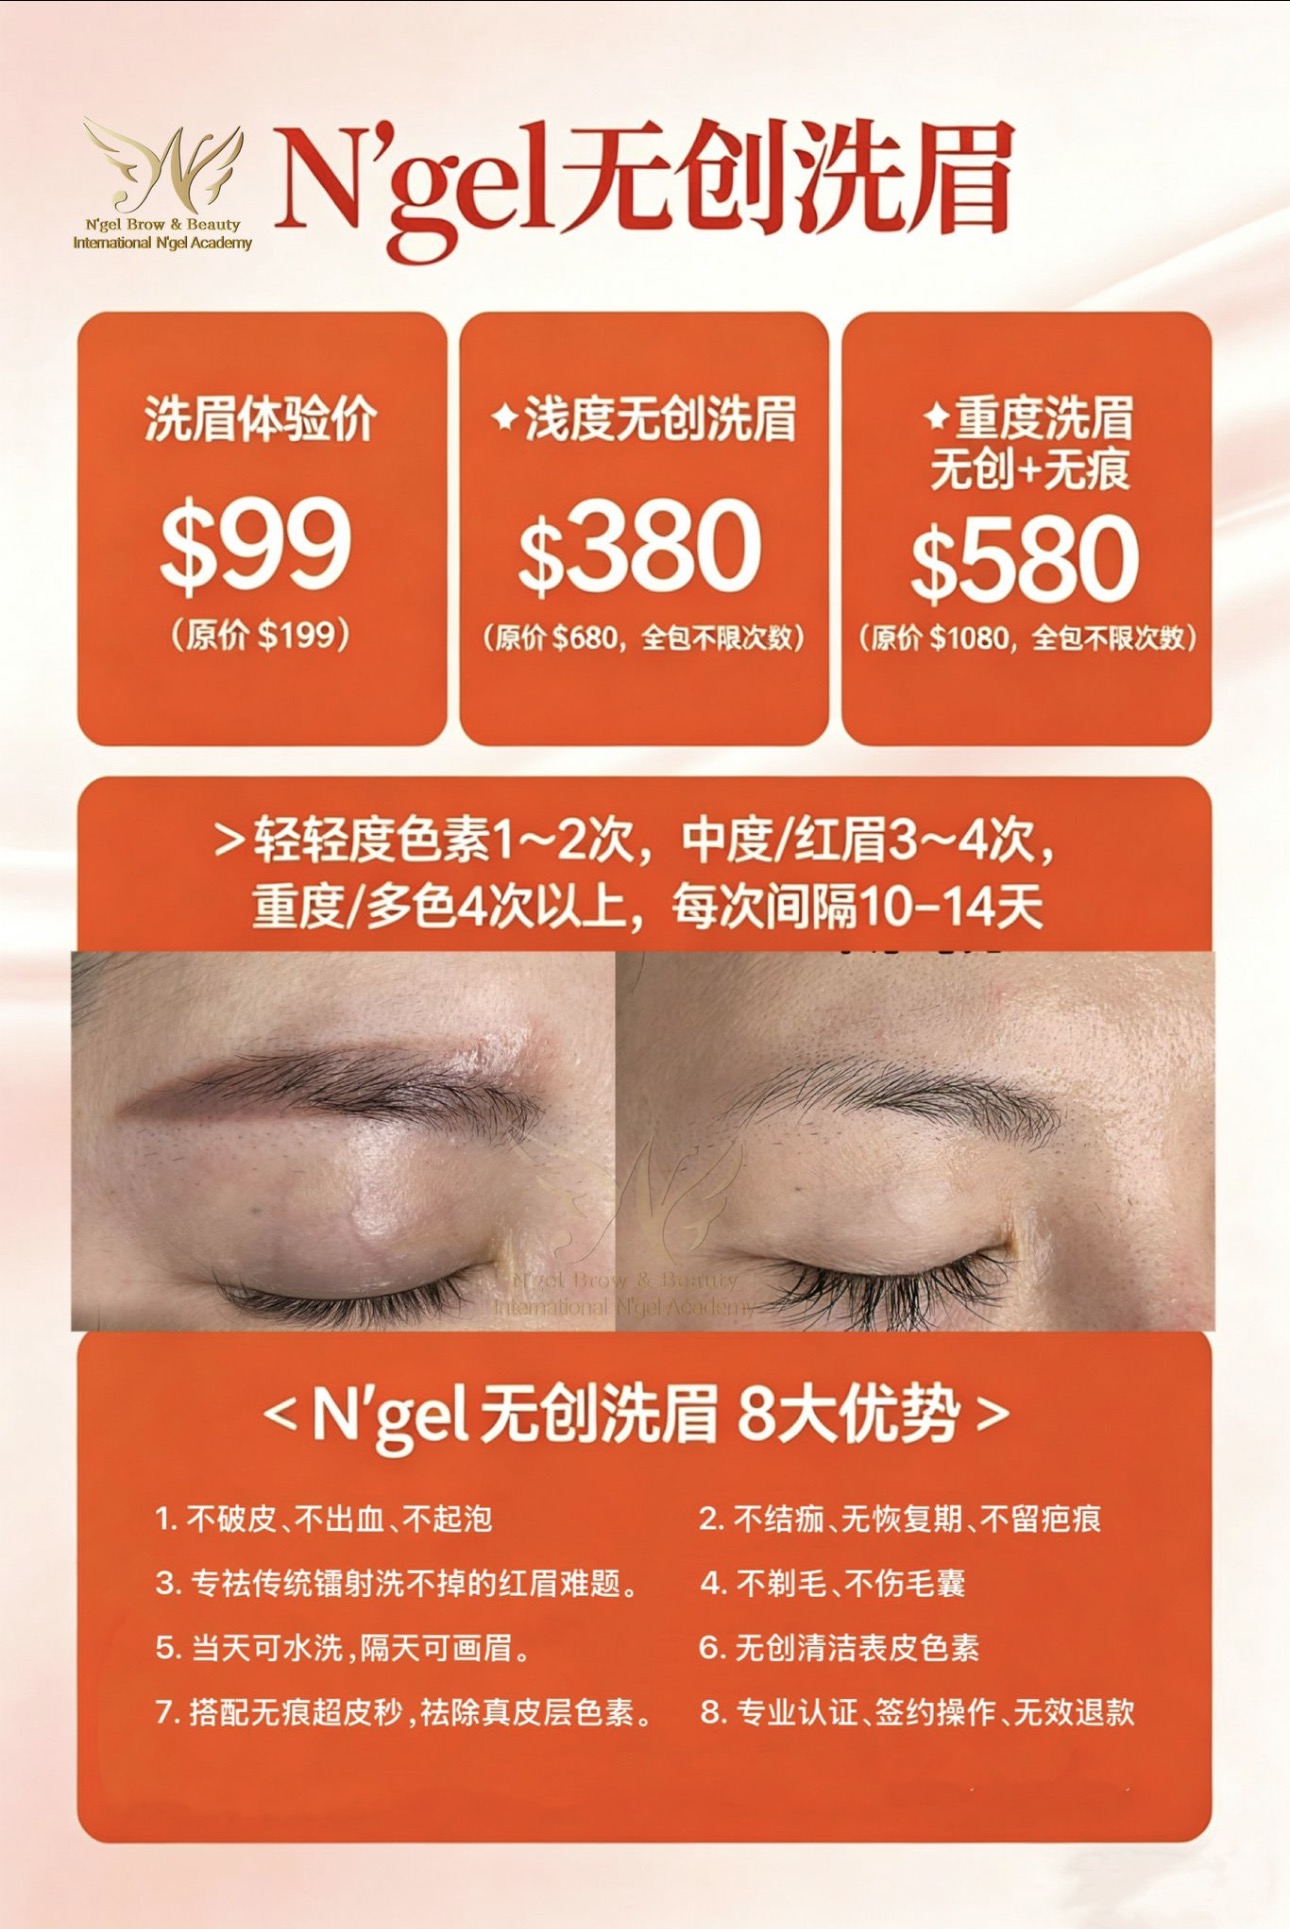 N'gel Brow & Beauty
International N'gel Academy
N'gel无创洗眉
洗眉体验价
$99
（原价 $199）
✦浅度无创洗眉
$380
（原价 $680，全包不限次数）
✦重度洗眉
无创+无痕
$580
（原价 $1080，全包不限次数）
>轻轻度色素1~2次，中度/红眉3~4次，
重度/多色4次以上，每次间隔10-14天
N'gel Brow & Beauty
International N'gel Academy
< N'gel 无创洗眉 8大优势 >
1. 不破皮、不出血、不起泡
2. 不结痂、无恢复期、不留疤痕
3. 专祛传统镭射洗不掉的红眉难题。
4. 不剃毛、不伤毛囊
5. 当天可水洗,隔天可画眉。
6. 无创清洁表皮色素
7. 搭配无痕超皮秒,祛除真皮层色素。
8. 专业认证、签约操作、无效退款